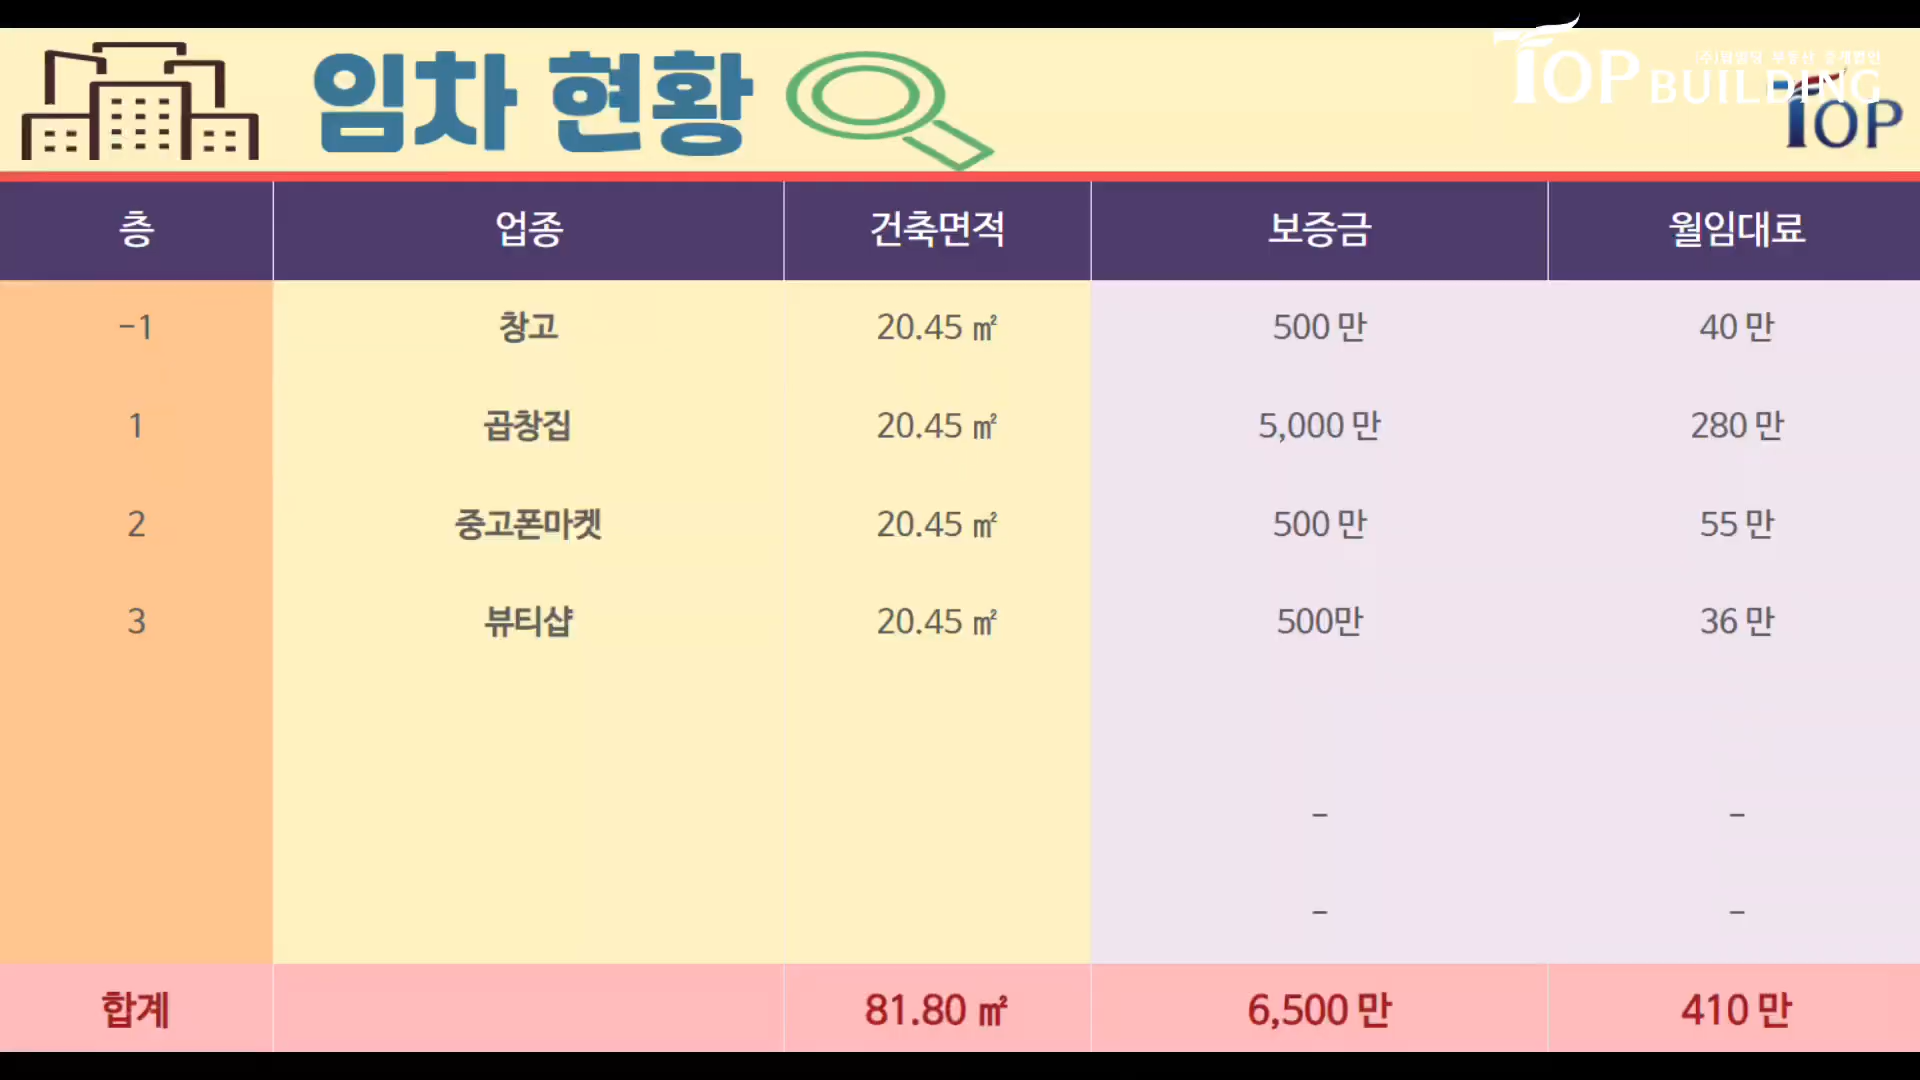 임차 현황
TOP BUILDING
TOP
층 업종 건축면적 보증금 월임대료
-1 창고 20.45 ㎡ 500 만 40 만
1 곱창집 20.45 ㎡ 5,000 만 280 만
2 중고폰마켓 20.45 ㎡ 500 만 55 만
3 뷰티샵 20.45 ㎡ 500만 36 만
- -
- -
합계 81.80 ㎡ 6,500 만 410 만